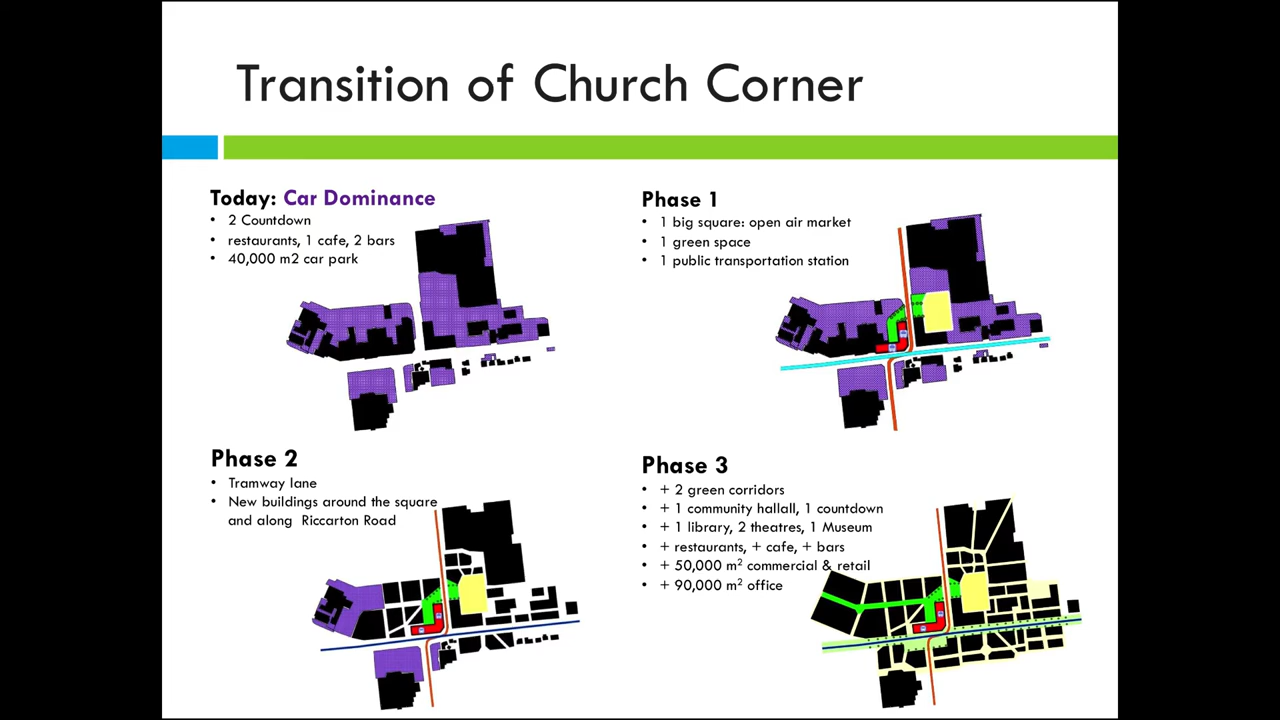 Transition of Church Corner
Today: Car Dominance
• 2 Countdown
• restaurants, 1 cafe, 2 bars
• 40,000 m2 car park
Phase 1
• 1 big square: open air market
• 1 green space
• 1 public transportation station
Phase 2
• Tramway lane
• New buildings around the square
and along Riccarton Road
Phase 3
• + 2 green corridors
• + 1 community hallall, 1 countdown
• + 1 library, 2 theatres, 1 Museum
• + restaurants, + cafe, + bars
• + 50,000 m² commercial & retail
• + 90,000 m² office